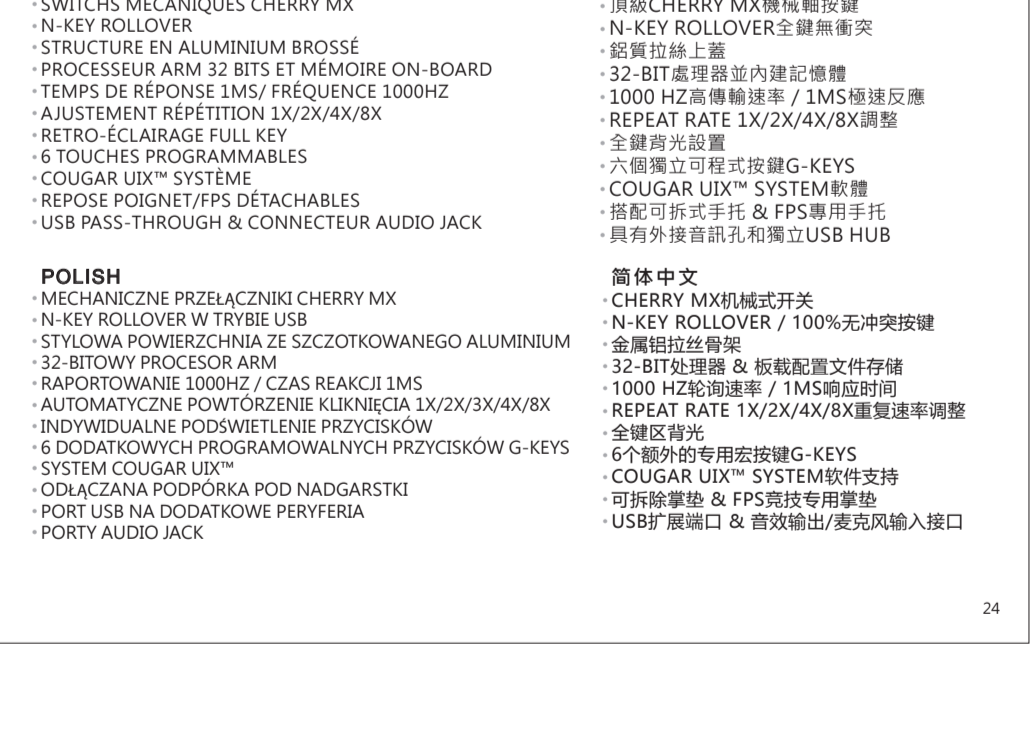 • SWITCHS MÉCANIQUES CHERRY MX
• N-KEY ROLLOVER
• STRUCTURE EN ALUMINIUM BROSSÉ
• PROCESSEUR ARM 32 BITS ET MÉMOIRE ON-BOARD
• TEMPS DE RÉPONSE 1MS/ FRÉQUENCE 1000HZ
• AJUSTEMENT RÉPÉTITION 1X/2X/4X/8X
• RETRO-ÉCLAIRAGE FULL KEY
• 6 TOUCHES PROGRAMMABLES
• COUGAR UIX™ SYSTÈME
• REPOSE POIGNET/FPS DÉTACHABLES
• USB PASS-THROUGH & CONNECTEUR AUDIO JACK
• 頂級CHERRY MX機械軸按鍵
• N-KEY ROLLOVER全鍵無衝突
• 鋁質拉絲上蓋
• 32-BIT處理器並內建記憶體
• 1000 HZ高傳輸速率 / 1MS極速反應
• REPEAT RATE 1X/2X/4X/8X調整
• 全鍵背光設置
• 六個獨立可程式按鍵G-KEYS
• COUGAR UIX™ SYSTEM軟體
• 搭配可拆式手托 & FPS專用手托
• 具有外接音訊孔和獨立USB HUB
POLISH
• MECHANICZNE PRZEŁĄCZNIKI CHERRY MX
• N-KEY ROLLOVER W TRYBIE USB
• STYLOWA POWIERZCHNIA ZE SZCZOTKOWANEGO ALUMINIUM
• 32-BITOWY PROCESOR ARM
• RAPORTOWANIE 1000HZ / CZAS REAKCJI 1MS
• AUTOMATYCZNE POWTÓRZENIE KLIKNIĘCIA 1X/2X/3X/4X/8X
• INDYWIDUALNE PODŚWIETLENIE PRZYCISKÓW
• 6 DODATKOWYCH PROGRAMOWALNYCH PRZYCISKÓW G-KEYS
• SYSTEM COUGAR UIX™
• ODŁĄCZANA PODPÓRKA POD NADGARSTKI
• PORT USB NA DODATKOWE PERYFERIA
• PORTY AUDIO JACK
简体中文
• CHERRY MX机械式开关
• N-KEY ROLLOVER / 100%无冲突按键
• 金属铝拉丝骨架
• 32-BIT处理器 & 板载配置文件存储
• 1000 HZ轮询速率 / 1MS响应时间
• REPEAT RATE 1X/2X/4X/8X重复速率调整
• 全键区背光
• 6个额外的专用宏按键G-KEYS
• COUGAR UIX™ SYSTEM软件支持
• 可拆除掌垫 & FPS竞技专用掌垫
• USB扩展端口 & 音效输出/麦克风输入接口
24